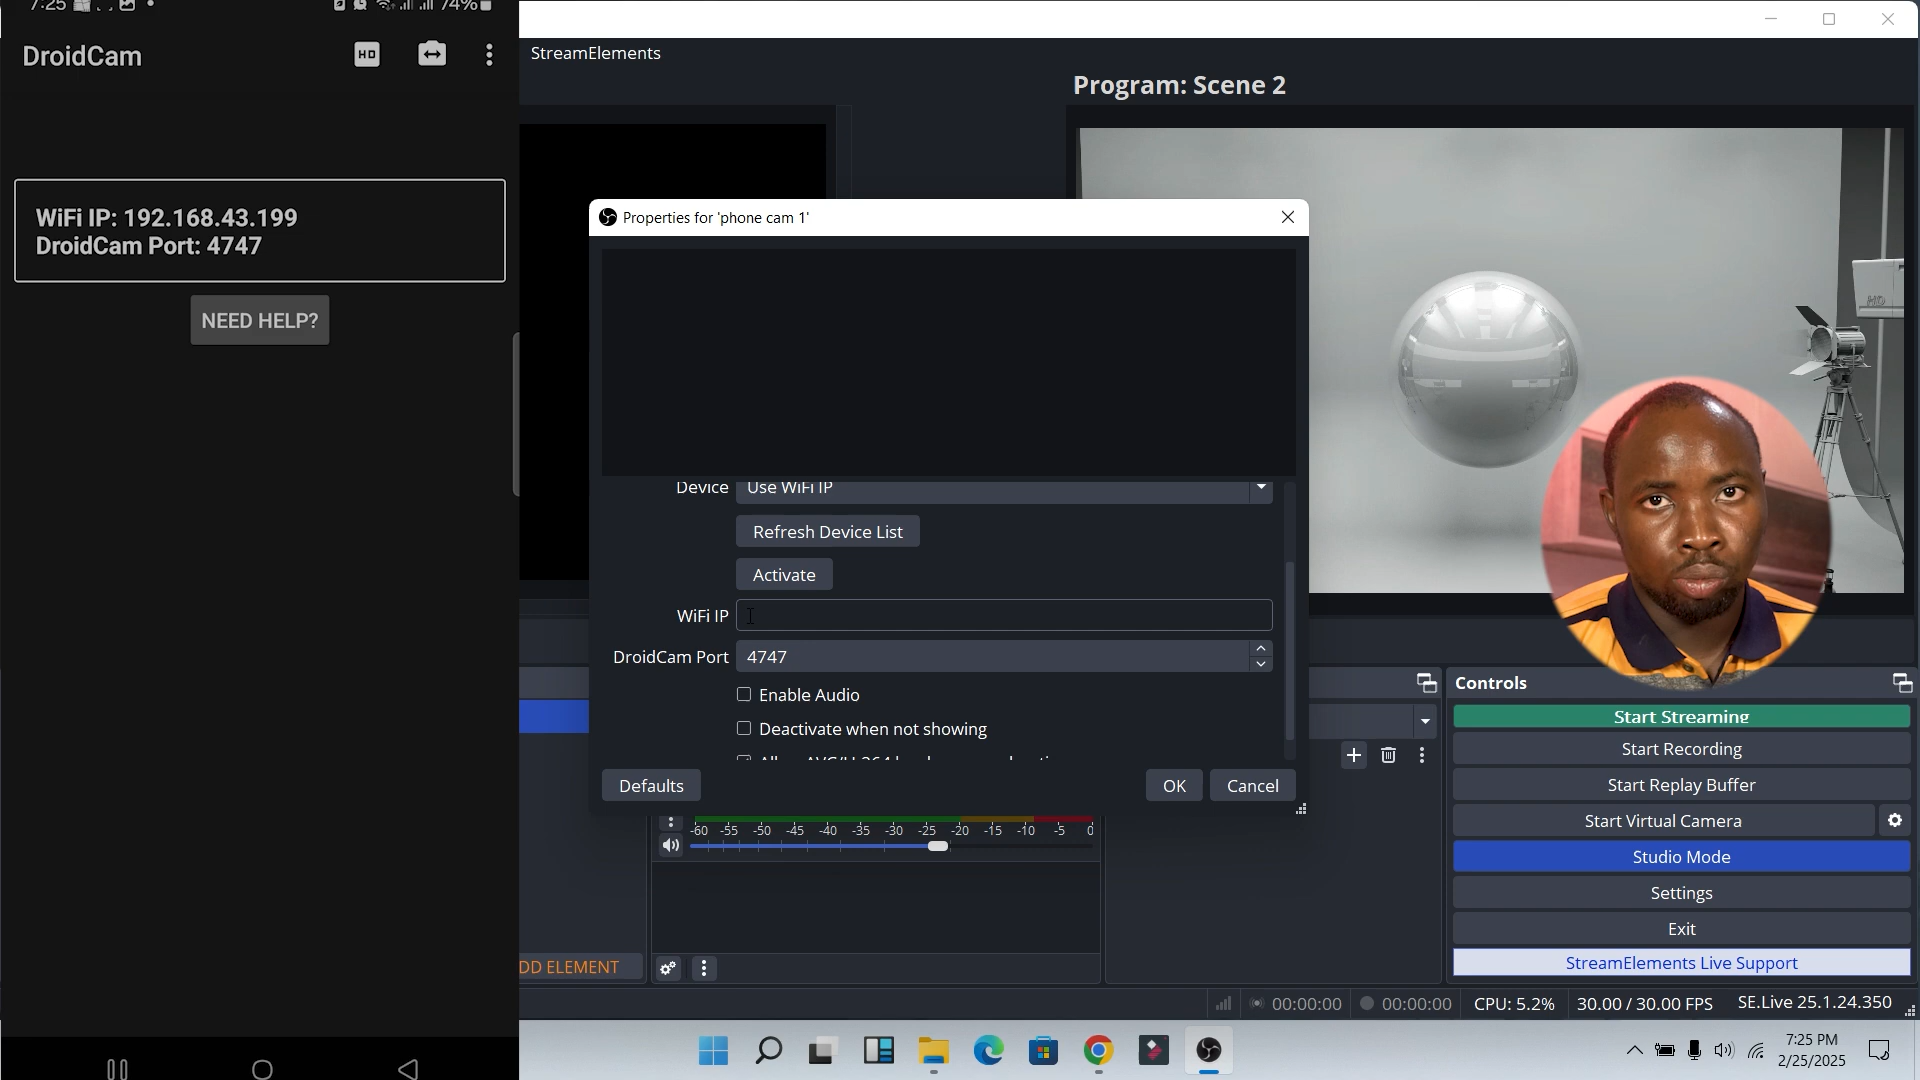 7:25
74%
DroidCam
HD
WiFi IP: 192.168.43.199
DroidCam Port: 4747
NEED HELP?
StreamElements
Program: Scene 2
HD
Properties for 'phone cam 1'
Device
Use WiFi IP
Refresh Device List
Activate
WiFi IP
DroidCam Port
4747
Enable Audio
Deactivate when not showing
Defaults
OK
Cancel
-60 -55 -50 -45 -40 -35 -30 -25 -20 -15 -10 -5 0
DD ELEMENT
Controls
Start Streaming
Start Recording
Start Replay Buffer
Start Virtual Camera
Studio Mode
Settings
Exit
StreamElements Live Support
00:00:00
00:00:00
CPU: 5.2%
30.00 / 30.00 FPS
SE.Live 25.1.24.350
7:25 PM
2/25/2025